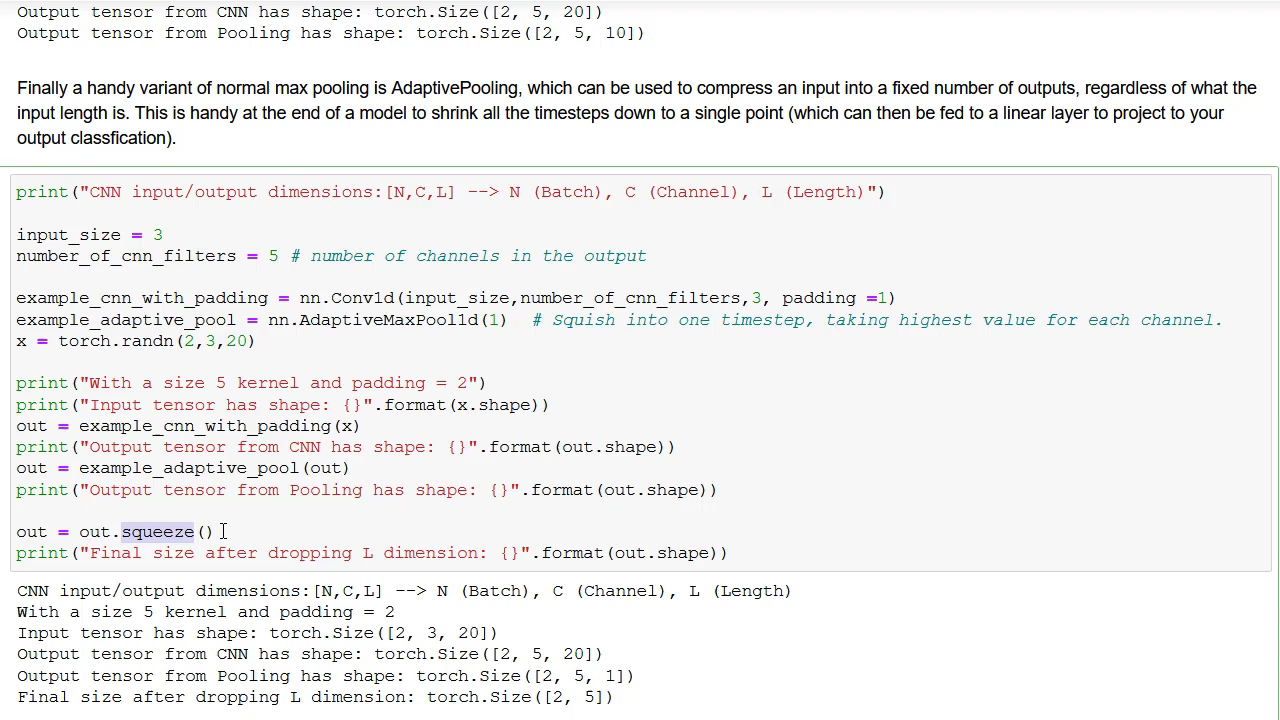 Output tensor from CNN has shape: torch.Size([2, 5, 20])
Output tensor from Pooling has shape: torch.Size([2, 5, 10])
Finally a handy variant of normal max pooling is AdaptivePooling, which can be used to compress an input into a fixed number of outputs, regardless of what the
input length is. This is handy at the end of a model to shrink all the timesteps down to a single point (which can then be fed to a linear layer to project to your
output classfication).
print("CNN input/output dimensions:[N,C,L] --> N (Batch), C (Channel), L (Length)")
input_size = 3
number_of_cnn_filters = 5 # number of channels in the output
example_cnn_with_padding = nn.Conv1d(input_size,number_of_cnn_filters,3, padding =1)
example_adaptive_pool = nn.AdaptiveMaxPool1d(1)  # Squish into one timestep, taking highest value for each channel.
x = torch.randn(2,3,20)
print("With a size 5 kernel and padding = 2")
print("Input tensor has shape: {}".format(x.shape))
out = example_cnn_with_padding(x)
print("Output tensor from CNN has shape: {}".format(out.shape))
out = example_adaptive_pool(out)
print("Output tensor from Pooling has shape: {}".format(out.shape))
out = out.squeeze()
print("Final size after dropping L dimension: {}".format(out.shape))
CNN input/output dimensions:[N,C,L] --> N (Batch), C (Channel), L (Length)
With a size 5 kernel and padding = 2
Input tensor has shape: torch.Size([2, 3, 20])
Output tensor from CNN has shape: torch.Size([2, 5, 20])
Output tensor from Pooling has shape: torch.Size([2, 5, 1])
Final size after dropping L dimension: torch.Size([2, 5])